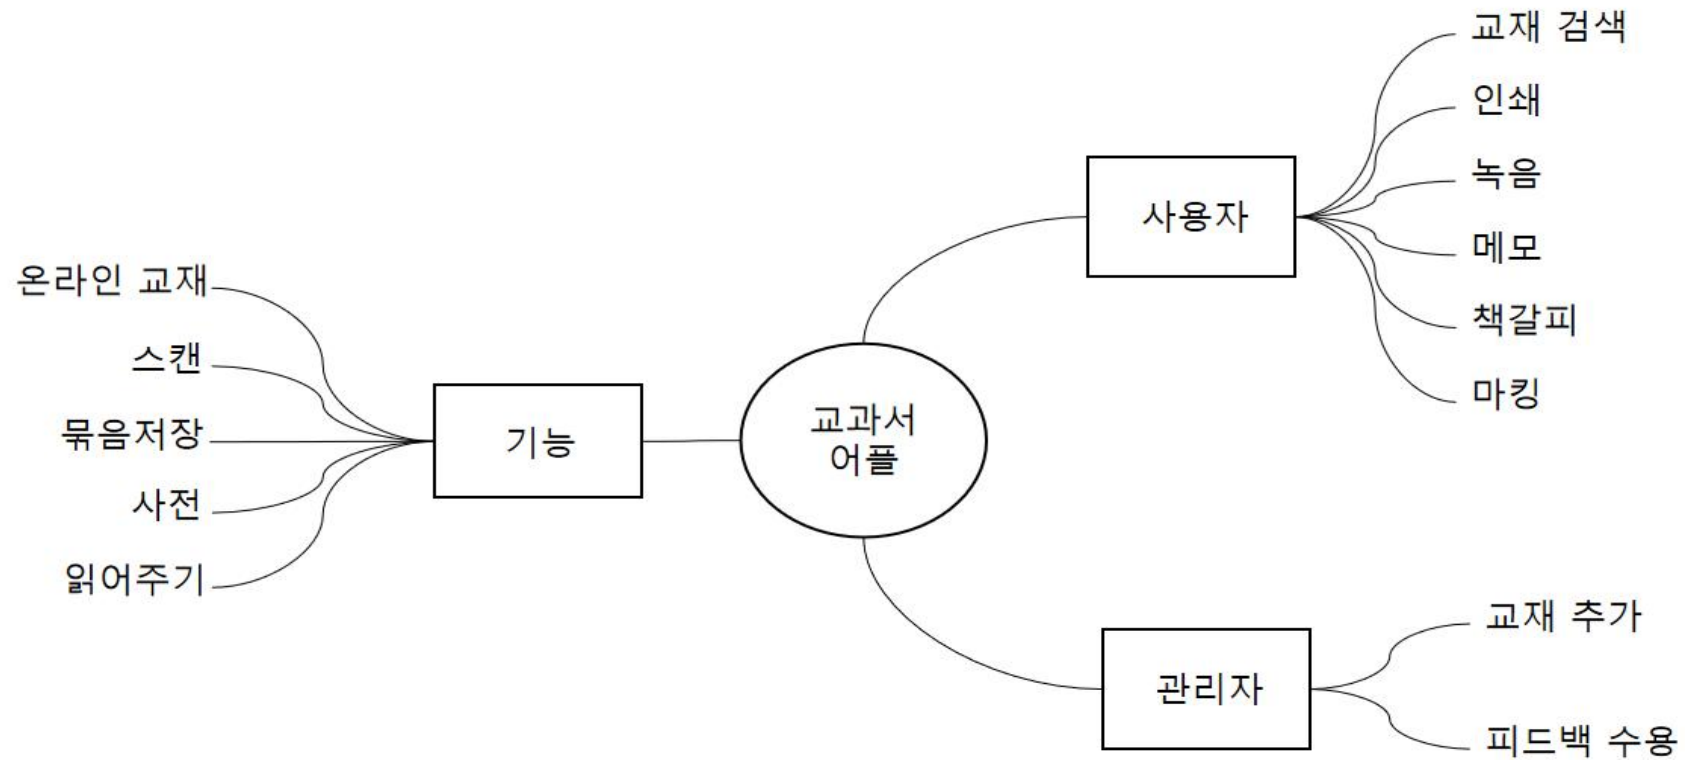 교재 검색
인쇄
녹음
사용자
메모
책갈피
마킹
온라인 교재
스캔
묶음저장
사전
읽어주기
기능
교과서
어플
교재 추가
관리자
피드백 수용